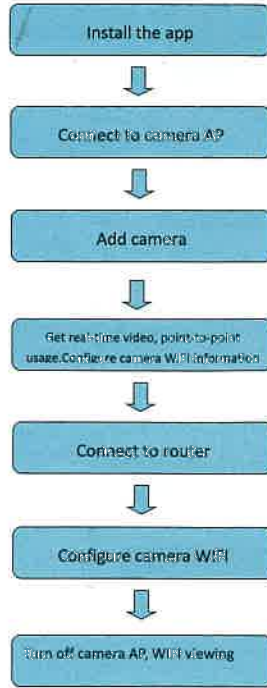 Install the app
Connect to camera AP
Add camera
Get real-time video, point-to-point
usage.Configure camera WIFI information
Connect to router
Configure camera WIFI
Turn off camera AP, WIFI viewing